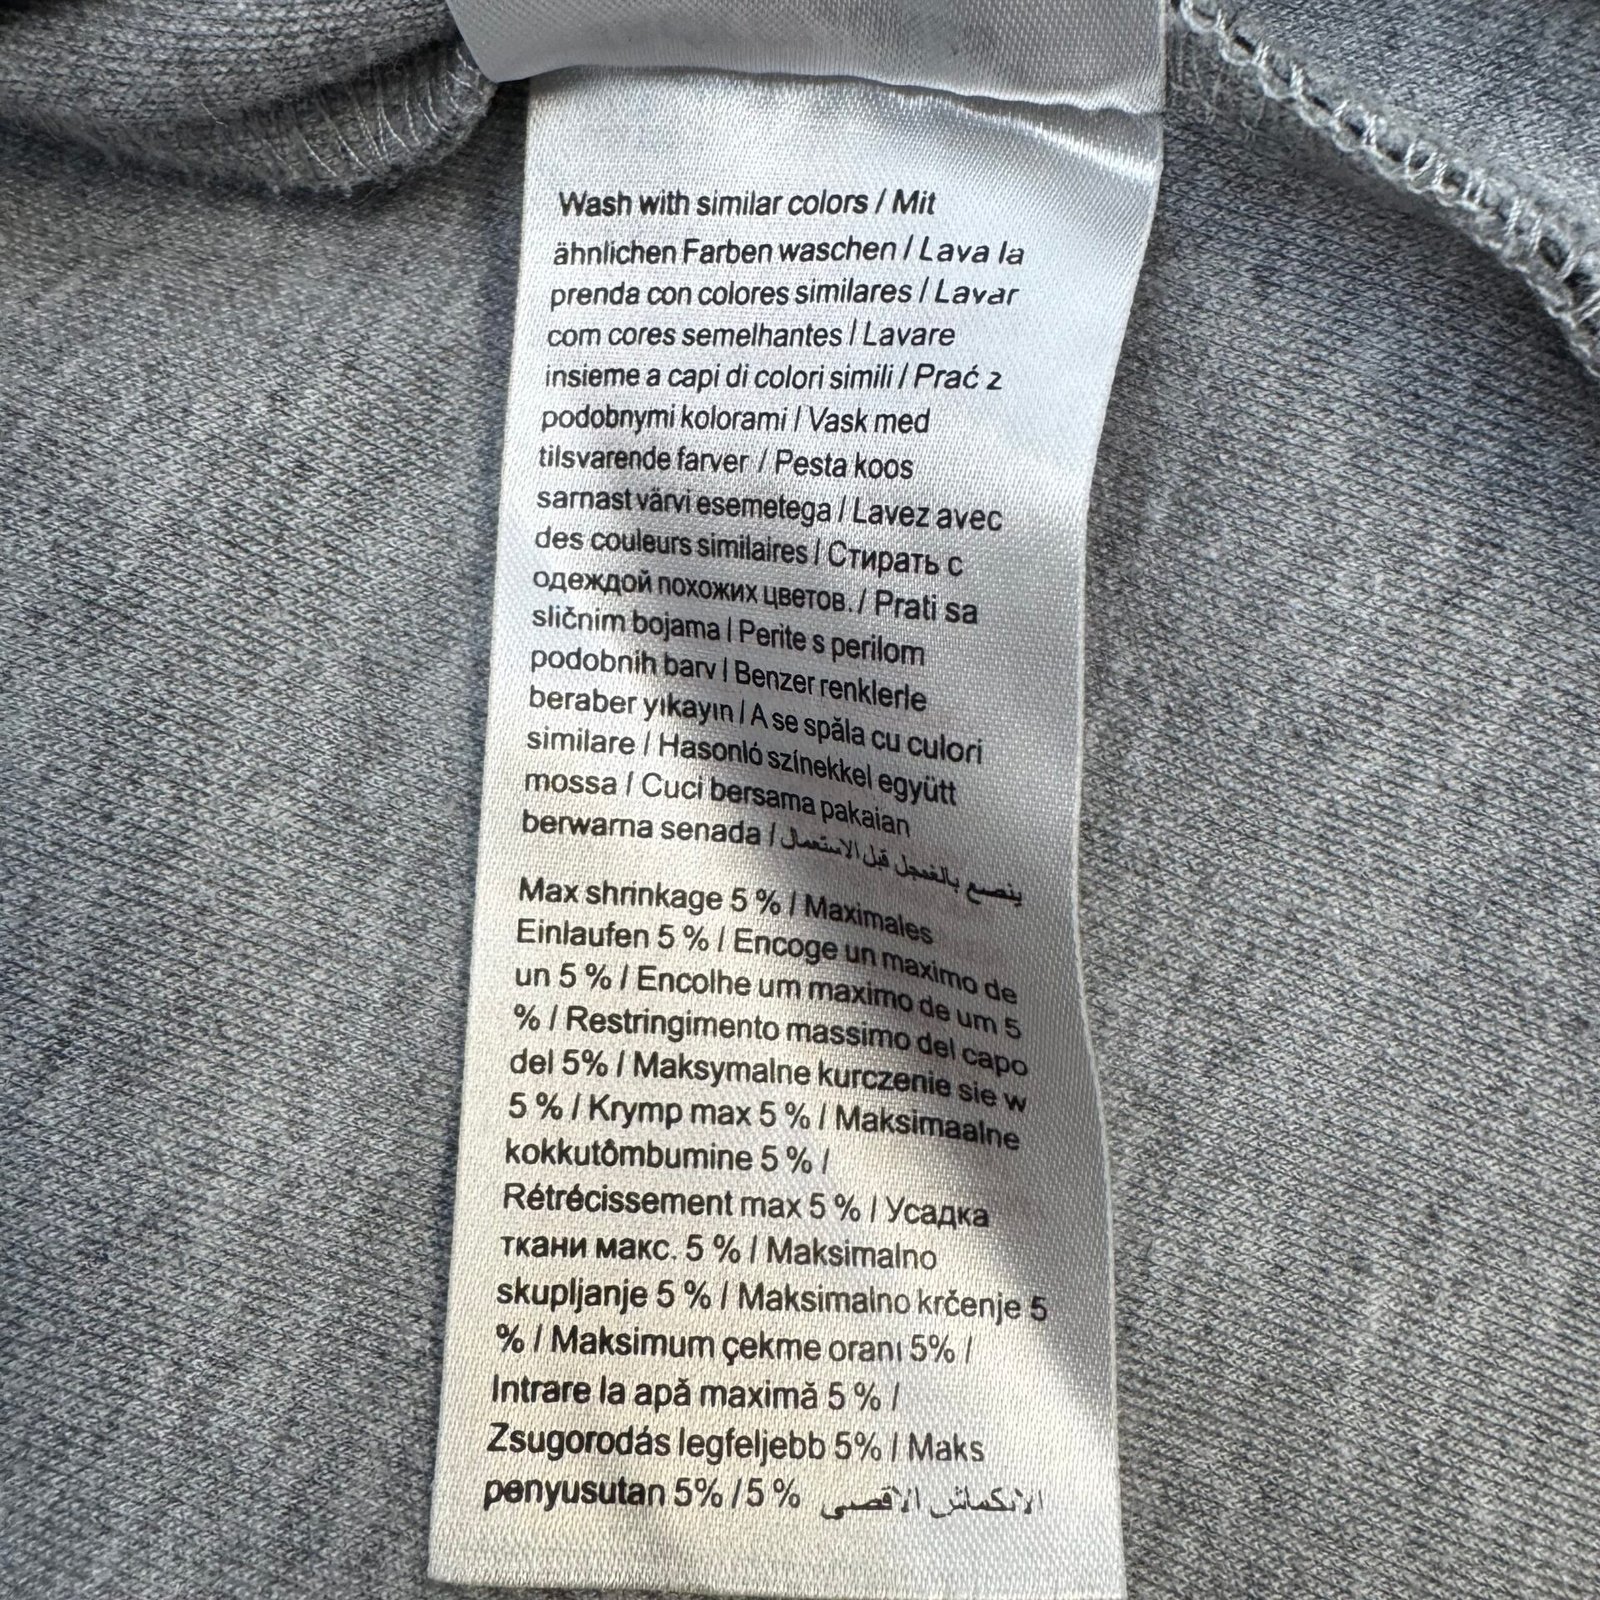 Wash with similar colors / Mit
ähnlichen Farben waschen / Lava la
prenda con colores similares / Lavar
com cores semelhantes / Lavare
insieme a capi di colori simili / Prać z
podobnymi kolorami / Vask med
tilsvarende farver / Pesta koos
sarnast värvi esemetega / Lavez avec
des couleurs similaires / Стирать с
одеждой похожих цветов. / Prati sa
sličnim bojama / Perite s perilom
podobnih barv / Benzer renklerle
beraber yıkayın / A se spăla cu culori
similare / Hasonló színekkel együtt
mossa / Cuci bersama pakaian
berwarna senada / ينصح بالغسل قبل الاستعمال
Max shrinkage 5 % / Maximales
Einlaufen 5 % / Encoge un maximo de
un 5 % / Encolhe um maximo de um 5
% / Restringimento massimo del capo
del 5% / Maksymalne kurczenie sie w
5 % / Krymp max 5 % / Maksimaalne
kokkutômbumine 5 % /
Rétrécissement max 5 % / Усадка
ткани макс. 5 % / Maksimalno
skupljanje 5 % / Maksimalno krčenje 5
% / Maksimum çekme oranı 5% /
Intrare la apă maximă 5 % /
Zsugorodás legfeljebb 5% / Maks
penyusutan 5% / 5 % الانكماش الاقصى